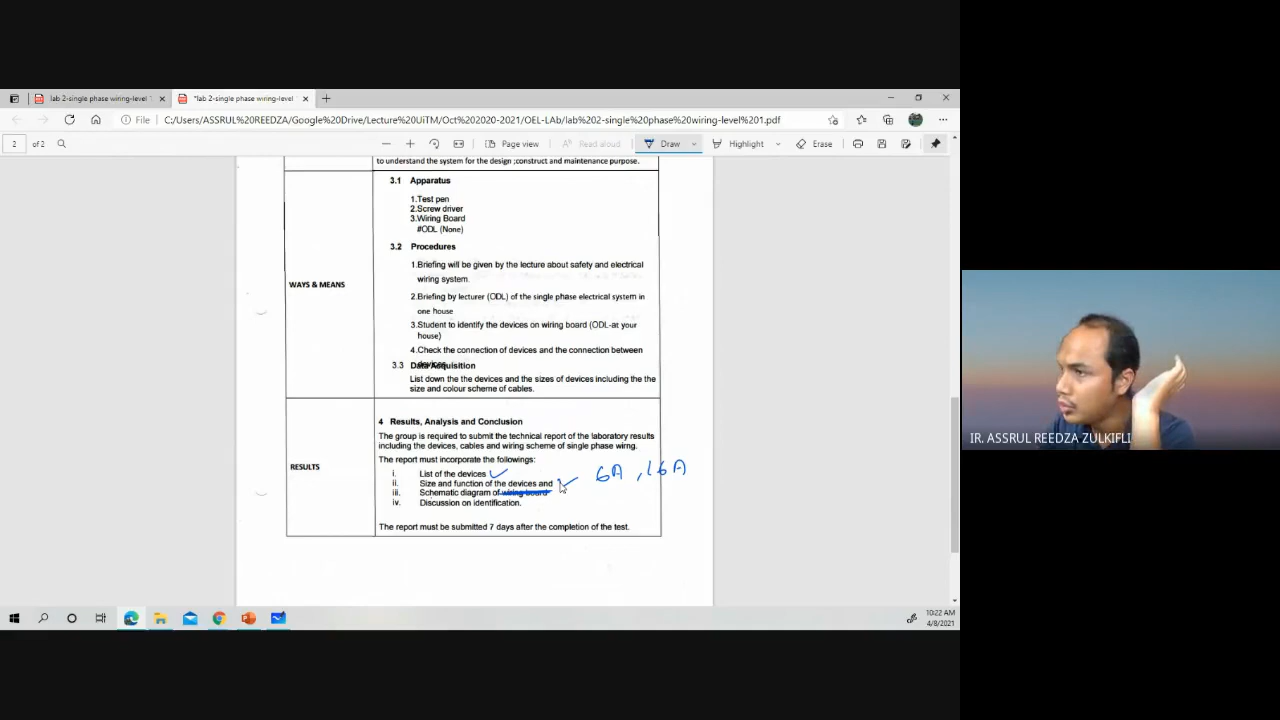 lab 2-single phase wiring-level 1
*lab 2-single phase wiring-level
File C:/Users/ASSRUL%20REEDZA/Google%20Drive/Lecture%20UiTM/Oct%202020-2021/OEL-LAb/lab%202-single%20phase%20wiring-level%201.pdf
2 of 2 Page view Read aloud Draw Highlight Erase
to understand the system for the design ;construct and maintenance purpose.
WAYS & MEANS
3.1 Apparatus
1.Test pen
2.Screw driver
3.Wiring Board
#ODL (None)
3.2 Procedures
1.Briefing will be given by the lecture about safety and electrical
wiring system.
2.Briefing by lecturer (ODL) of the single phase electrical system in
one house
3.Student to identify the devices on wiring board (ODL-at your
house)
4.Check the connection of devices and the connection between
devices.
3.3 Data Acquisition
List down the the devices and the sizes of devices including the the
size and colour scheme of cables.
RESULTS
4 Results, Analysis and Conclusion
The group is required to submit the technical report of the laboratory results
including the devices, cables and wiring scheme of single phase wirng.
The report must incorporate the followings:
i. List of the devices
ii. Size and function of the devices and
6A , 16A
iii. Schematic diagram of wiring board
iv. Discussion on identification.
The report must be submitted 7 days after the completion of the test.
IR. ASSRUL REEDZA ZULKIFLI
10:22 AM
4/8/2021